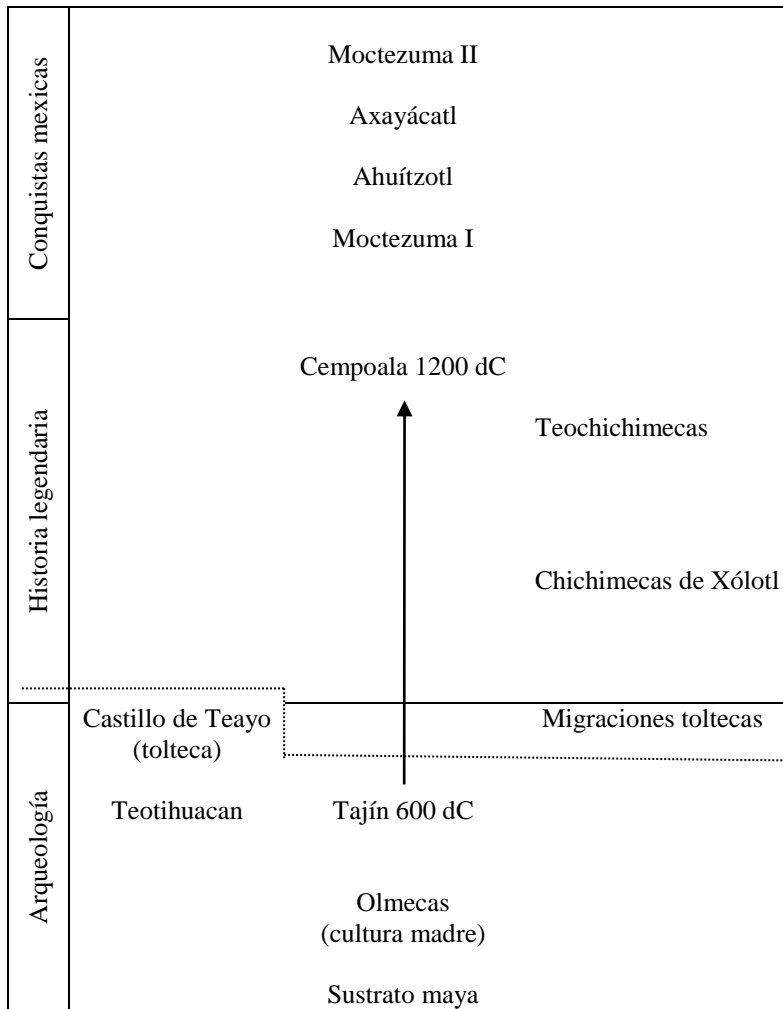 Conquistas mexicas
Moctezuma II
Axayácatl
Ahuítzotl
Moctezuma I
Historia legendaria
Cempoala 1200 dC
Teochichimecas
Chichimecas de Xólotl
Arqueología
Castillo de Teayo
(tolteca)
Migraciones toltecas
Teotihuacan
Tajín 600 dC
Olmecas
(cultura madre)
Sustrato maya